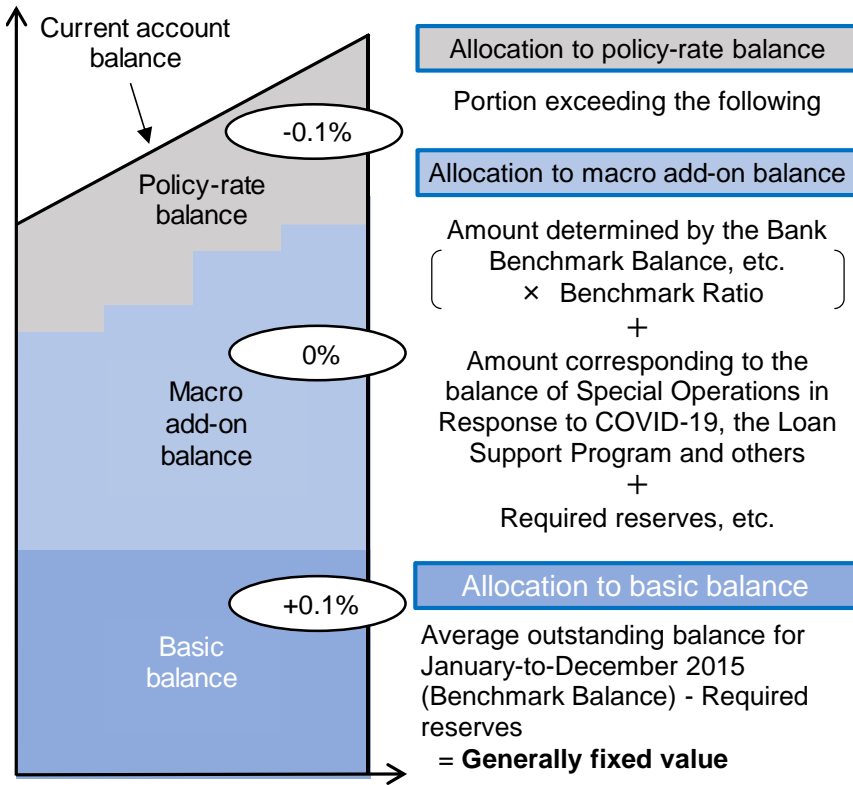 Current account
balance
-0.1%
Policy-rate
balance
0%
Macro
add-on
balance
+0.1%
Basic
balance
Allocation to policy-rate balance
Portion exceeding the following
Allocation to macro add-on balance
Amount determined by the Bank
Benchmark Balance, etc.
× Benchmark Ratio
+
Amount corresponding to the
balance of Special Operations in
Response to COVID-19, the Loan
Support Program and others
+
Required reserves, etc.
Allocation to basic balance
Average outstanding balance for
January-to-December 2015
(Benchmark Balance) - Required
reserves
= Generally fixed value